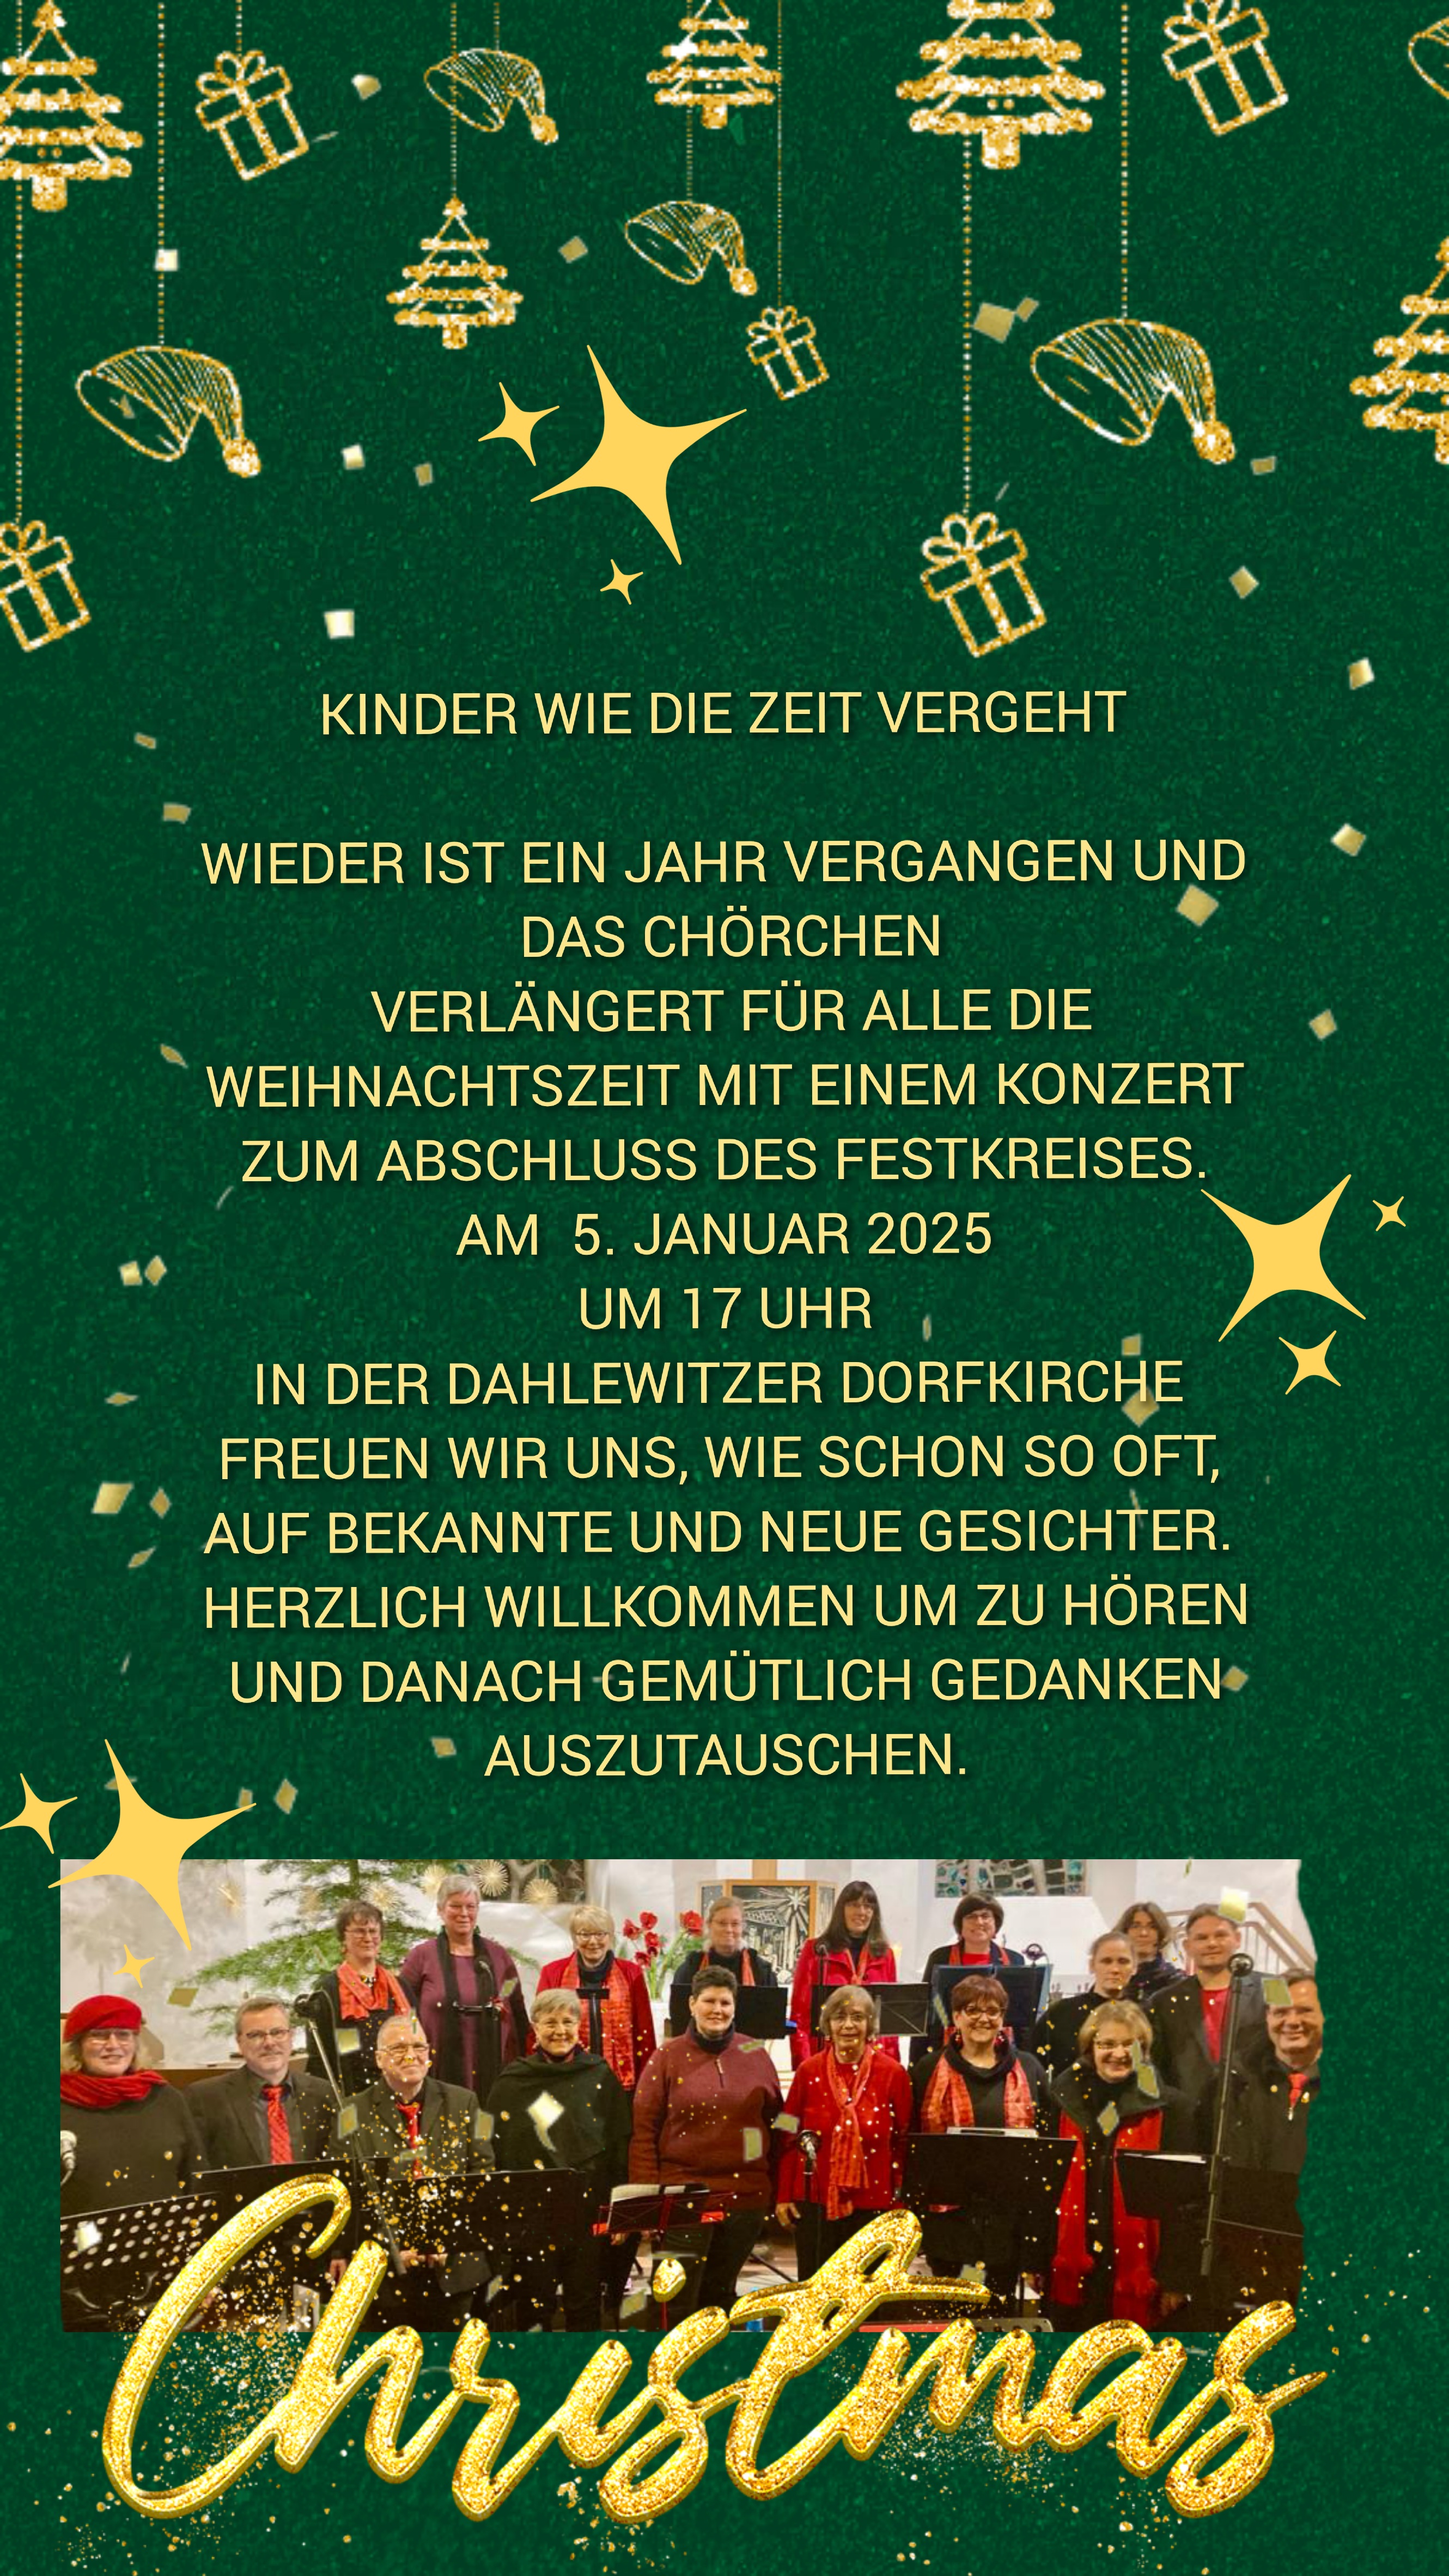 KINDER WIE DIE ZEIT VERGEHT
WIEDER IST EIN JAHR VERGANGEN UND
DAS CHÖRCHEN
VERLÄNGERT FÜR ALLE DIE
WEIHNACHTSZEIT MIT EINEM KONZERT
ZUM ABSCHLUSS DES FESTKREISES.
AM 5. JANUAR 2025
UM 17 UHR
IN DER DAHLEWITZER DORFKIRCHE
FREUEN WIR UNS, WIE SCHON SO OFT,
AUF BEKANNTE UND NEUE GESICHTER.
HERZLICH WILLKOMMEN UM ZU HÖREN
UND DANACH GEMÜTLICH GEDANKEN
AUSZUTAUSCHEN.
Christmas